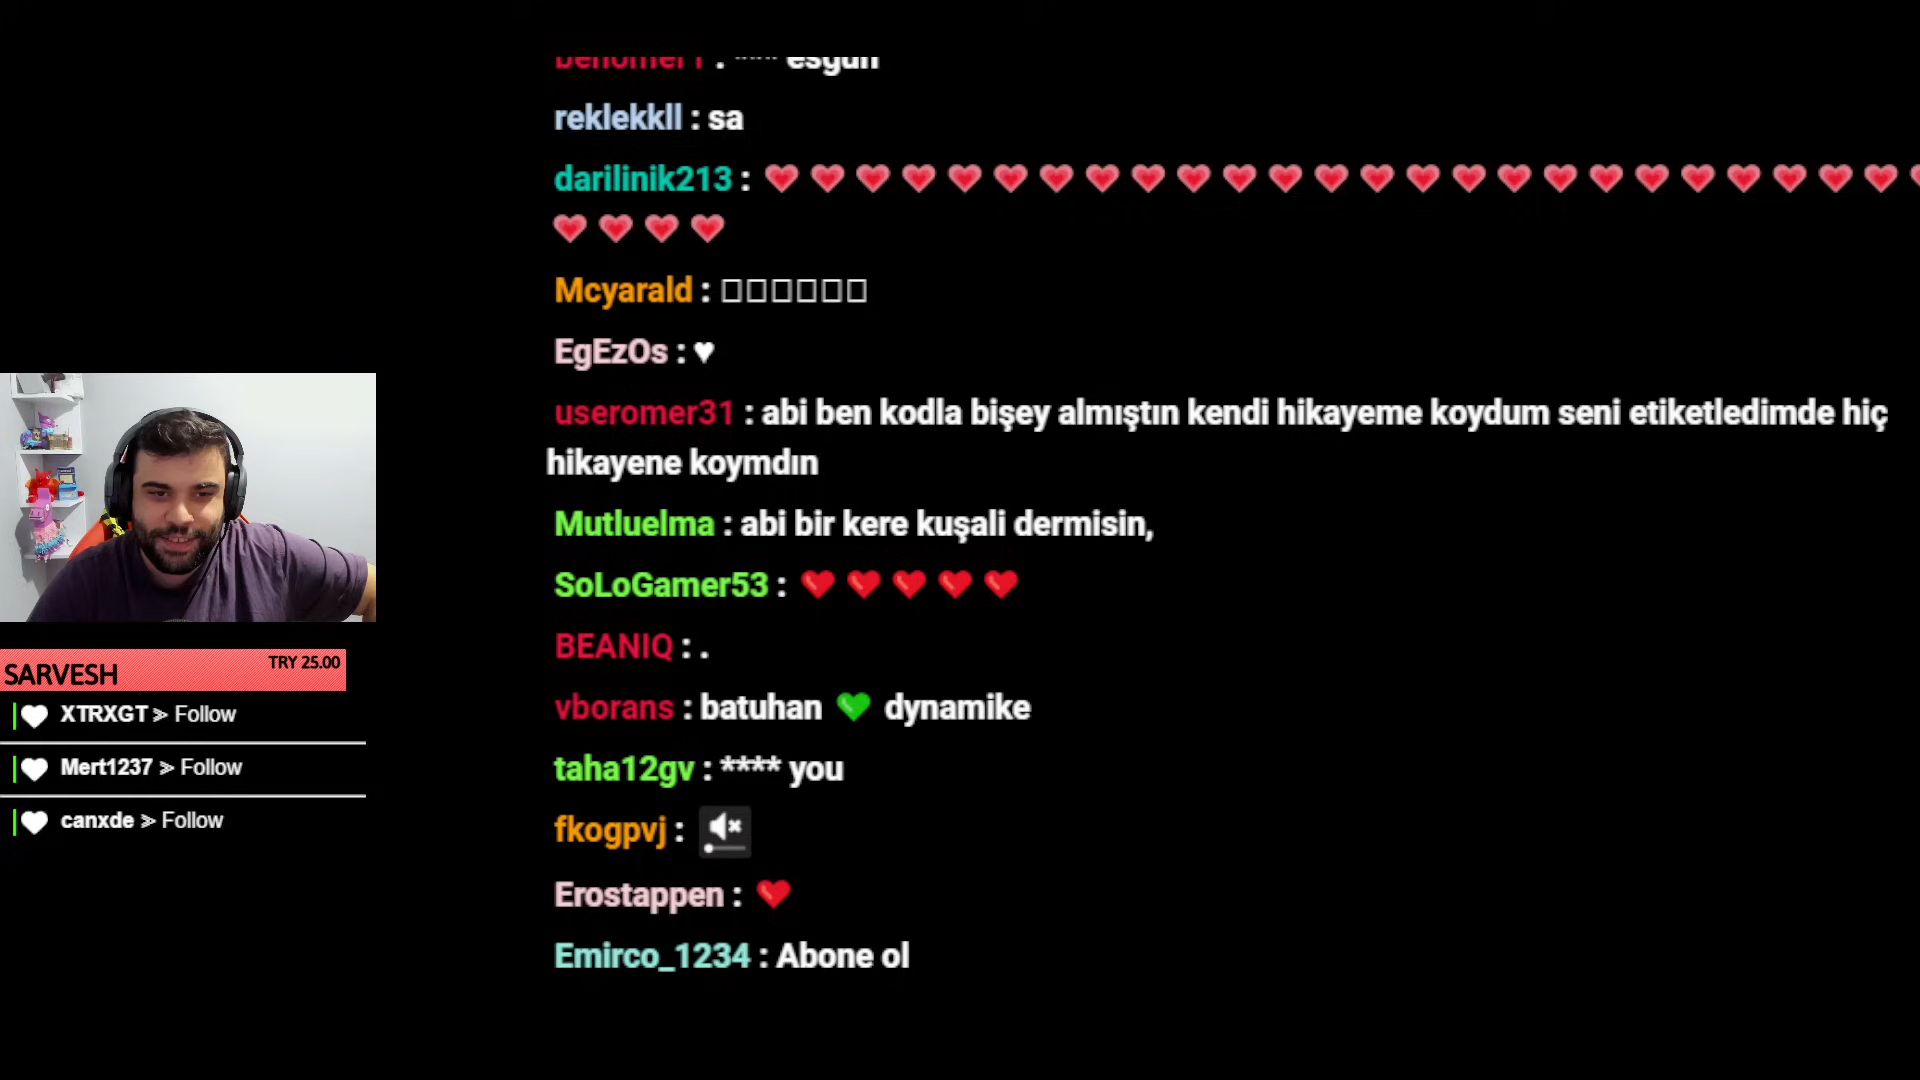 esgun
reklekkll : sa
darilinik213 :
Mcyarald :
EgEzOs : ♥
useromer31 : abi ben kodla bişey almıştın kendi hikayeme koydum seni etiketledimde hiç
hikayene koymdın
Mutluelma : abi bir kere kuşali dermisin,
SoLoGamer53 :
BEANIQ : .
vborans : batuhan 💚 dynamike
taha12gv : **** you
fkogpvj :
Erostappen :
Emirco_1234 : Abone ol
SARVESH TRY 25.00
XTRXGT > Follow
Mert1237 > Follow
canxde > Follow